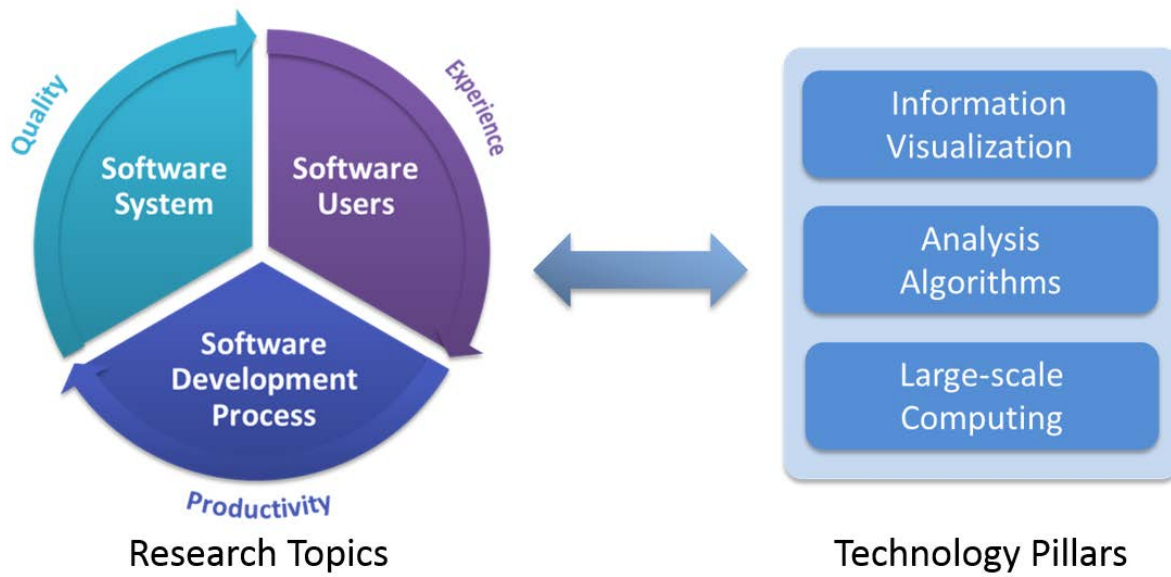 Quality
Experience
Software
System
Software
Users
Software
Development
Process
Productivity
Research Topics
Information
Visualization
Analysis
Algorithms
Large-scale
Computing
Technology Pillars